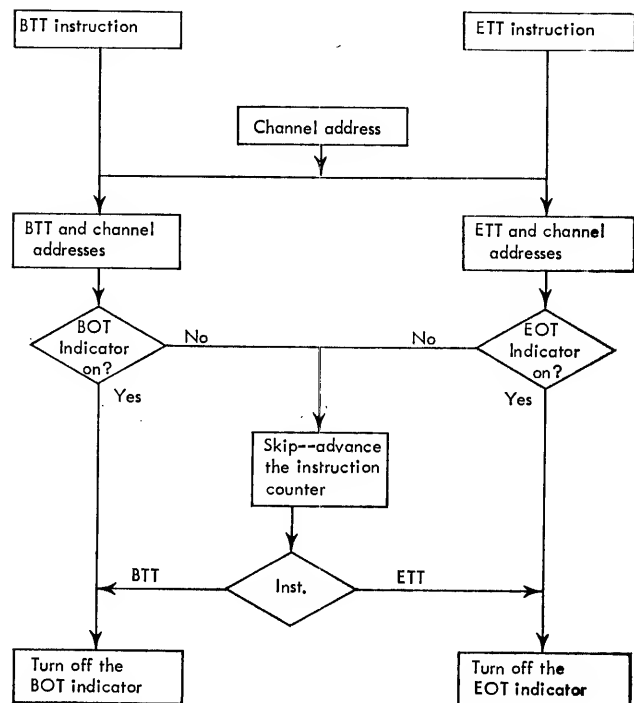 BTT instruction
ETT instruction
Channel address
BTT and channel
addresses
ETT and channel
addresses
BOT
Indicator
on?
No
No
EOT
Indicator
on?
Yes
Yes
Skip--advance
the instruction
counter
BTT
Inst.
ETT
Turn off the
BOT indicator
Turn off the
EOT indicator